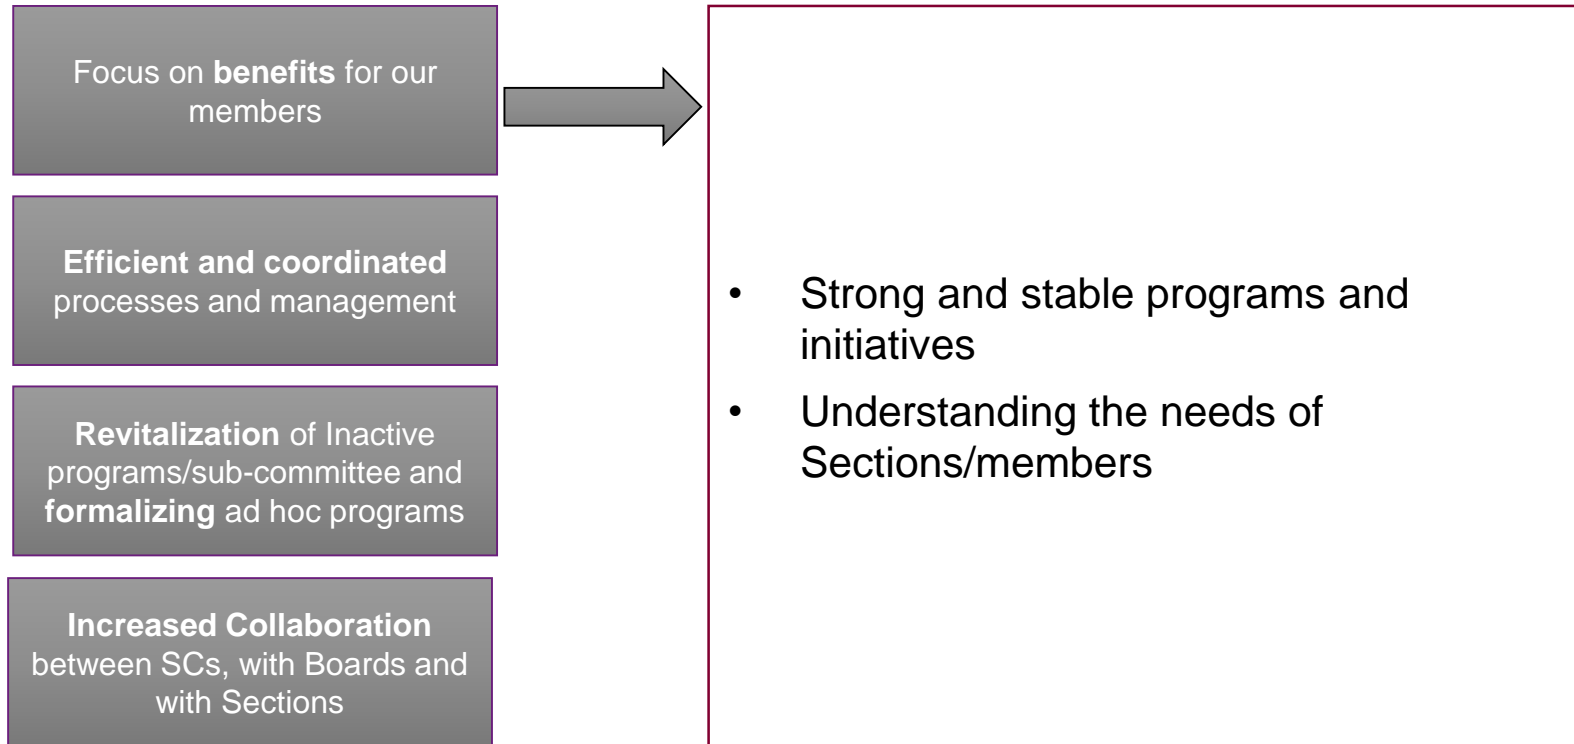 Focus on benefits for our
members
Efficient and coordinated
processes and management
Revitalization of Inactive
programs/sub-committee and
formalizing ad hoc programs
Increased Collaboration
between SCs, with Boards and
with Sections
• Strong and stable programs and
initiatives
• Understanding the needs of
Sections/members